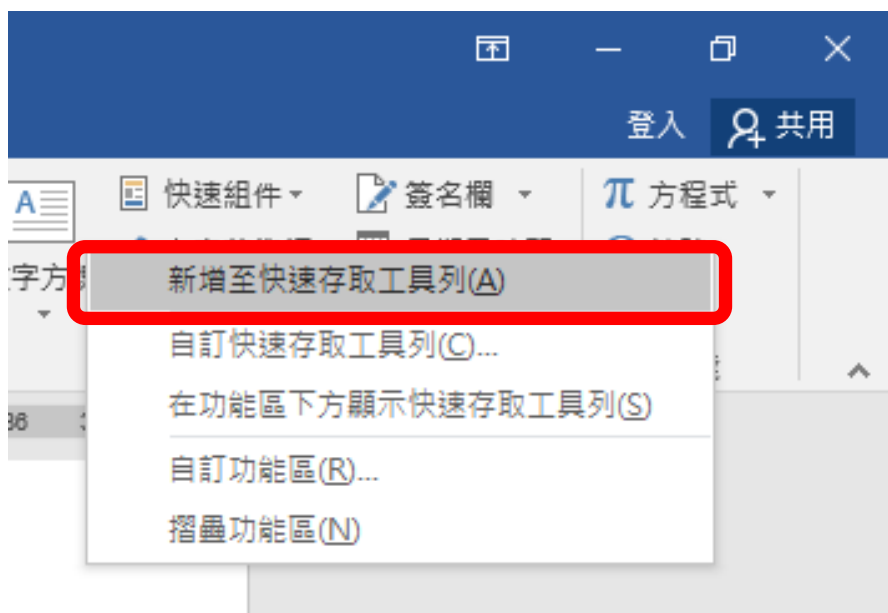 登入 共用
快速組件 簽名欄 π 方程式
字方
新增至快速存取工具列(A)
自訂快速存取工具列(C)...
在功能區下方顯示快速存取工具列(S)
36
自訂功能區(R)...
摺疊功能區(N)